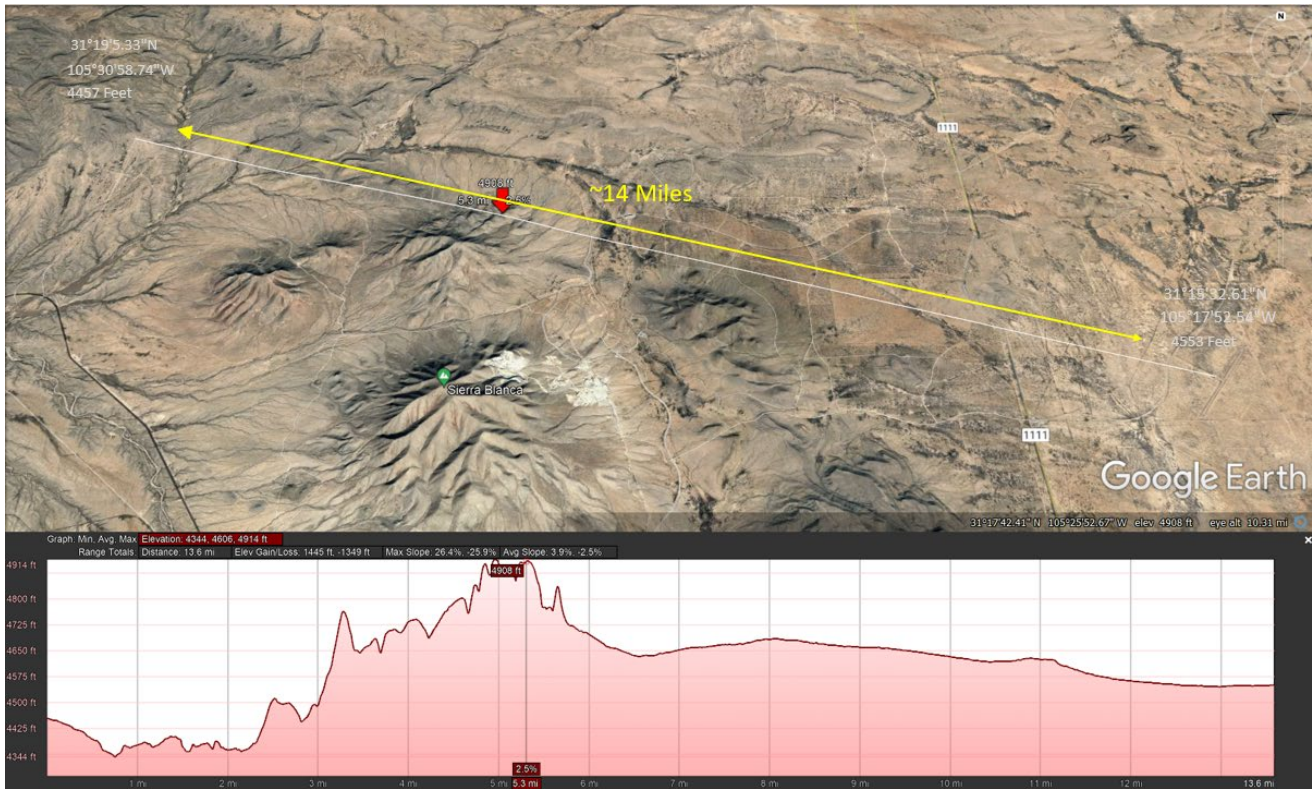 N
31°19'5.33"N
105°30'58.74"W
4457 Feet
1111
4908 ft
5.3 mi 2.5%
~14 Miles
31°15'32.61"N
105°17'52.54"W
4553 Feet
Sierra Blanca
1111
Google Earth
31°17'42.41" N 105°25'52.67" W elev 4908 ft eye alt 10.31 mi
Graph: Min, Avg, Max Elevation: 4344, 4606, 4914 ft
Range Totals: Distance: 13.6 mi Elev Gain/Loss: 1445 ft, -1349 ft Max Slope: 26.4%, -25.9% Avg Slope: 3.9%, -2.5%
4914 ft
4908 ft
4800 ft
4725 ft
4650 ft
4575 ft
4500 ft
4425 ft
4344 ft
2.5%
1 mi 2 mi 3 mi 4 mi 5 mi 5.3 mi 6 mi 7 mi 8 mi 9 mi 10 mi 11 mi 12 mi 13.6 mi